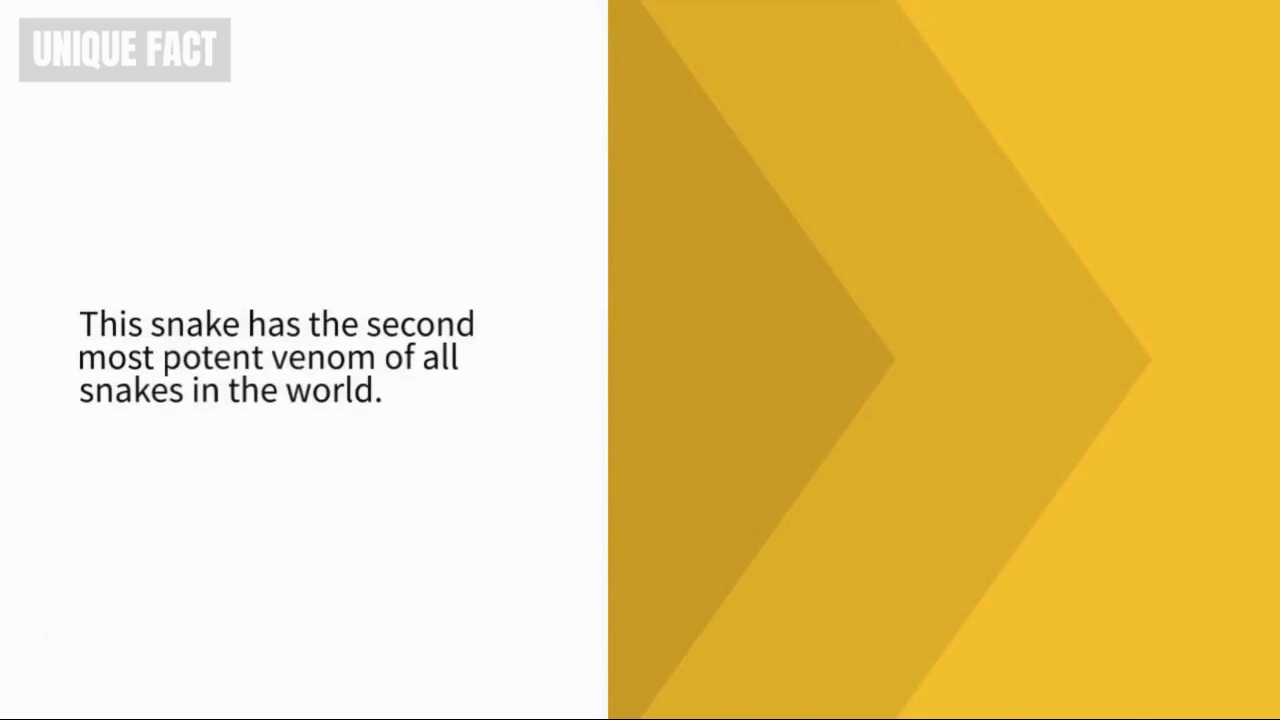 UNIQUE FACT
This snake has the second
most potent venom of all
snakes in the world.